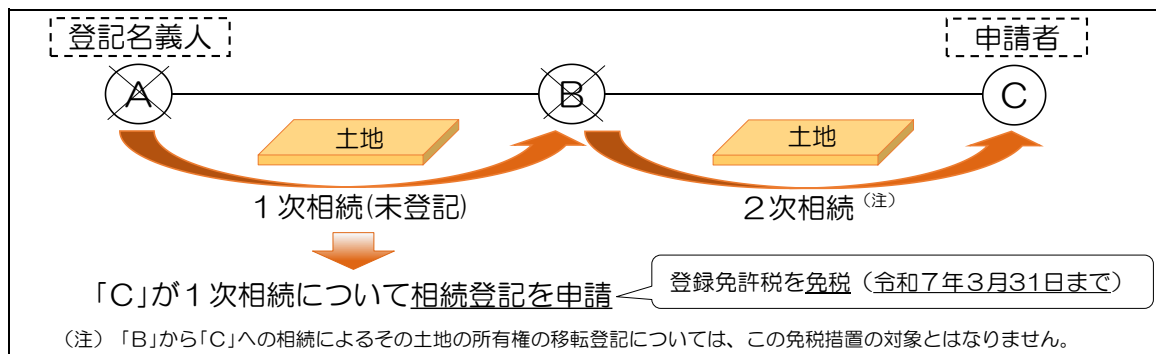 登記名義人
申請者
A
B
C
土地
土地
1次相続(未登記)
2次相続(注)
「C」が1次相続について相続登記を申請
登録免許税を免税(令和7年3月31日まで)
(注)「B」から「C」への相続によるその土地の所有権の移転登記については、この免税措置の対象とはなりません。